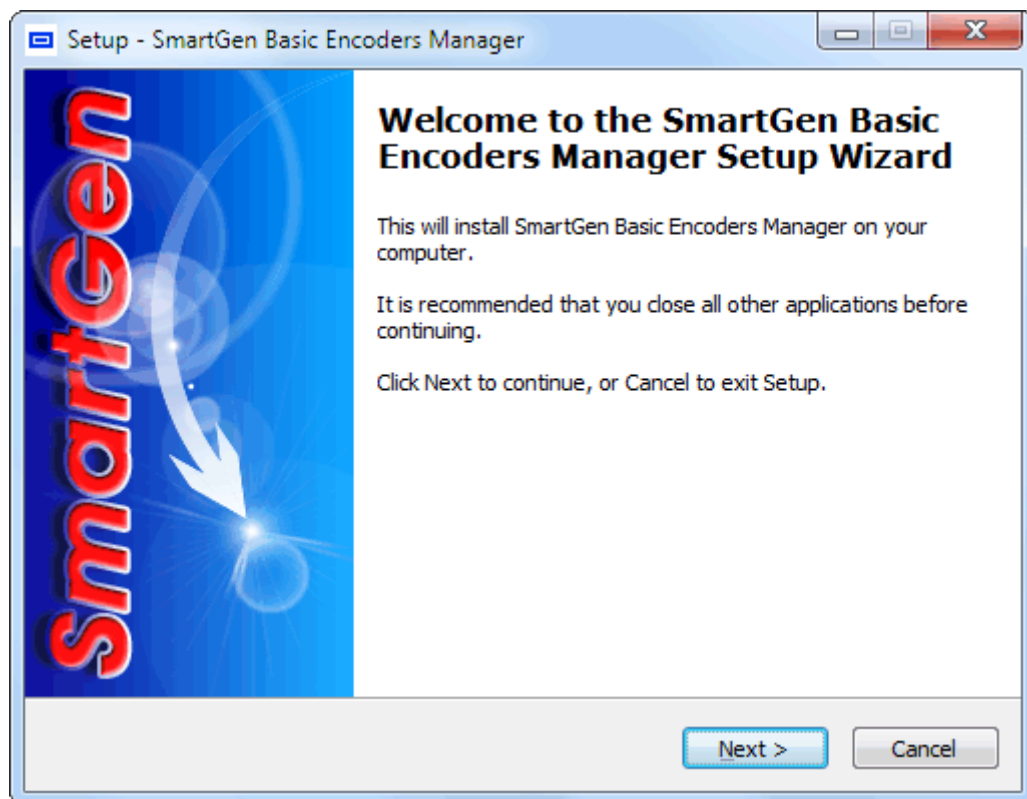 Setup - SmartGen Basic Encoders Manager
SmartGen
Welcome to the SmartGen Basic
Encoders Manager Setup Wizard
This will install SmartGen Basic Encoders Manager on your
computer.
It is recommended that you close all other applications before
continuing.
Click Next to continue, or Cancel to exit Setup.
Next >
Cancel